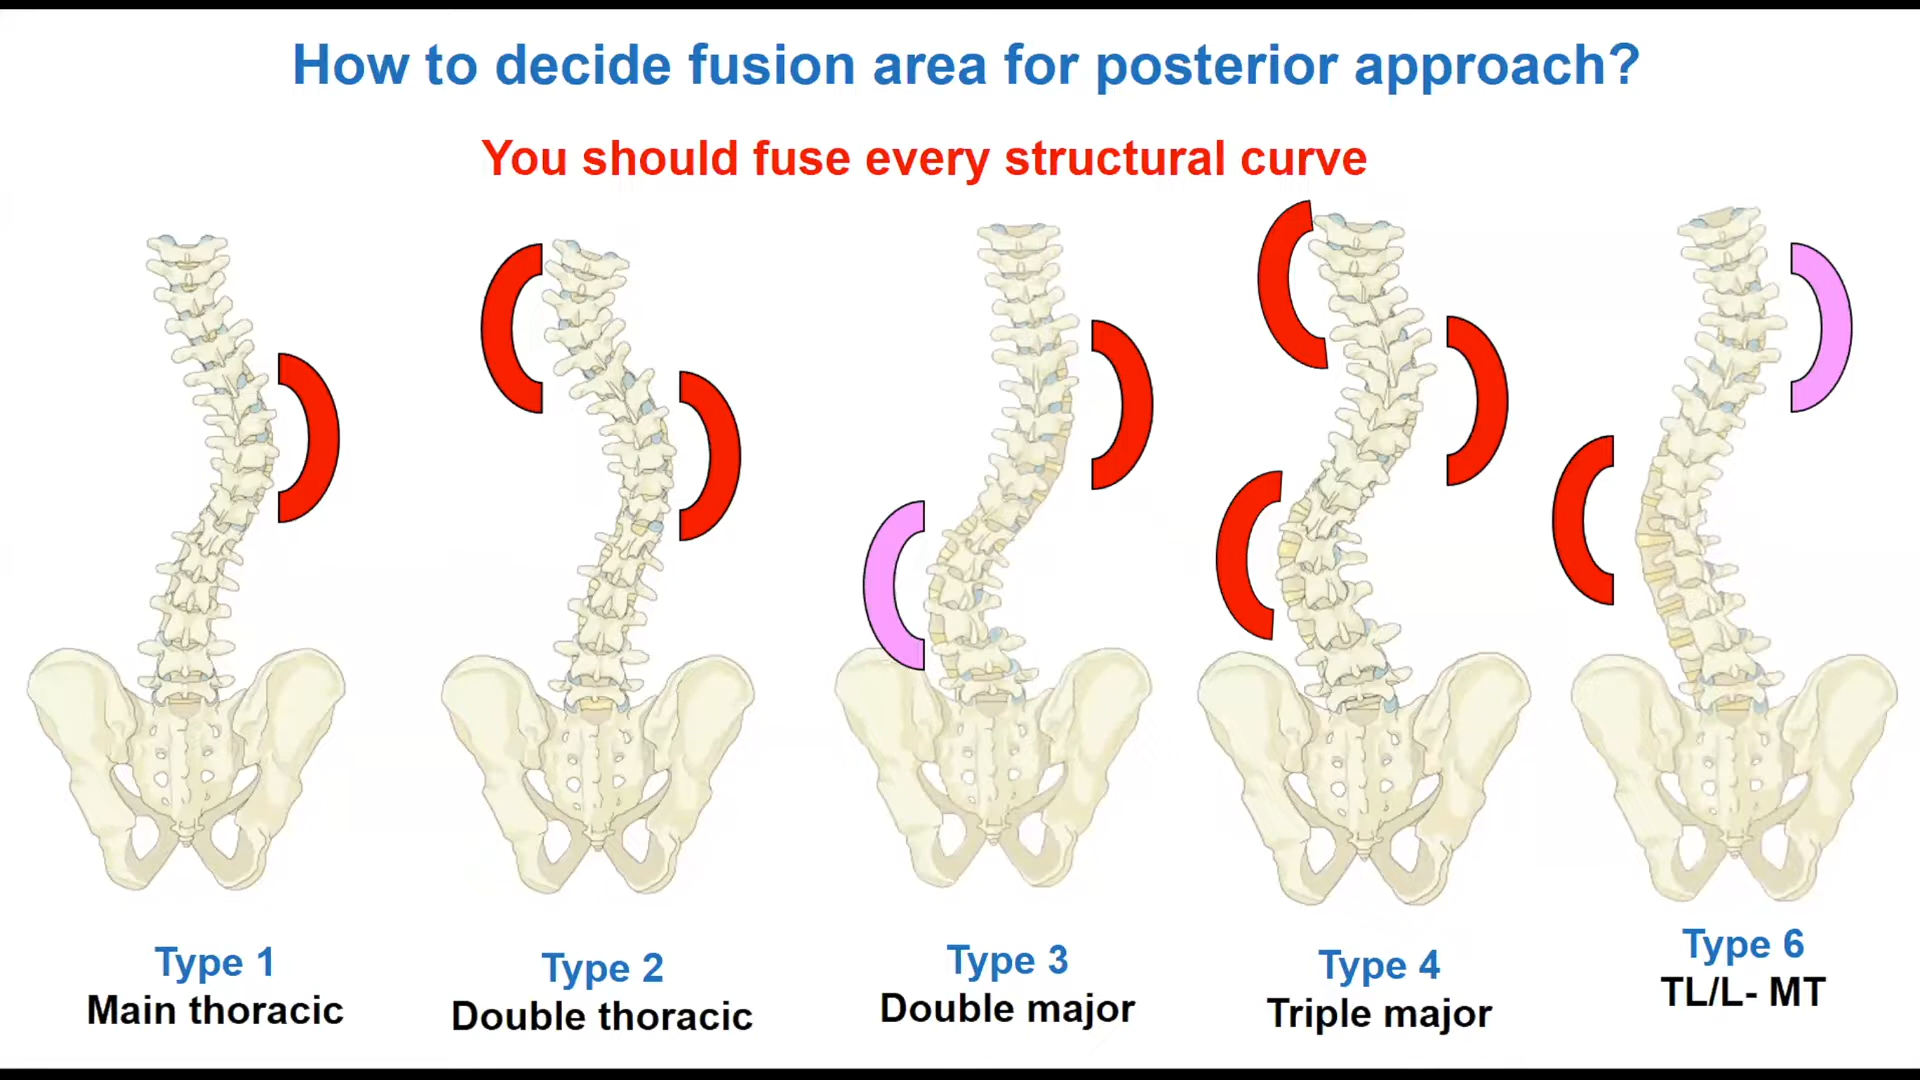 How to decide fusion area for posterior approach?
You should fuse every structural curve
Type 1
Main thoracic
Type 2
Double thoracic
Type 3
Double major
Type 4
Triple major
Type 6
TL/L- MT